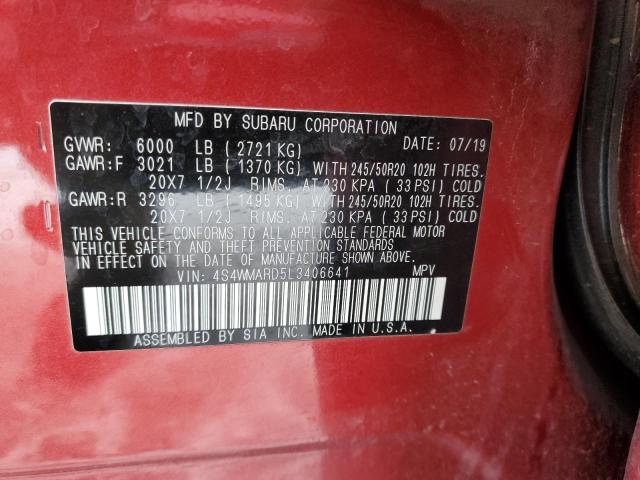 MFD BY SUBARU CORPORATION
GVWR: 6000 LB (2721 KG) DATE: 07/19
GAWR:F 3021 LB (1370 KG) WITH 245/50R20 102H TIRES.
20X7 1/2J RIMS. AT 230 KPA (33 PSI) COLD
GAWR:R 3296 LB (1495 KG) WITH 245/50R20 102H TIRES.
20X7 1/2J RIMS. AT 230 KPA (33 PSI) COLD
THIS VEHICLE CONFORMS TO ALL APPLICABLE FEDERAL MOTOR
VEHICLE SAFETY AND THEFT PREVENTION STANDARDS
IN EFFECT ON THE DATE OF MANUFACTURE SHOWN ABOVE.
VIN: 4S4WMARD5L3406641 MPV
ASSEMBLED BY SIA INC. MADE IN U.S.A.